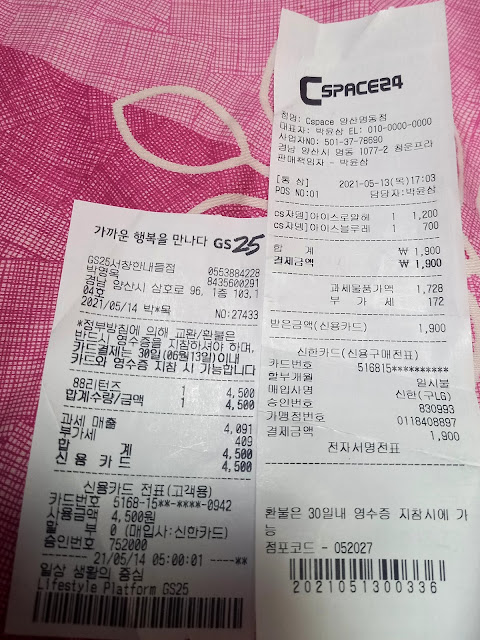 가까운 행복을 만나다 GS25
GS25서창안내들점 0553884228
박영옥 8435600291
경남 양산시 삼호로 96, 1층 103,1
04호
2021/05/14 박*옥 NO:27433
*정부방침에 의해 교환/환불은
반드시 영수증을 지참하셔야 하며,
카드결제는 30일(06월13일)이내
카드와 영수증 지참 시 가능합니다
88리턴즈 1 4,500
합계수량/금액 1 4,500
과세 매출 4,091
부가세 409
합 계 4,500
신용 카드 4,500
신용카드 전표(고객용)
카드번호 5168-15**-****-0942
사용금액 4,500원
할 부 0 (매입사:신한카드)
승인번호 752000
21/05/14 05:00:01 ----**
일상 생활의 중심
Lifestyle Platform GS25
CSPACE24
점명: Cspace 양산명동점
대표자: 박윤상 TEL: 010-0000-0000
사업자NO: 501-37-78690
경남 양산시 명동 1077-2 침운프라
판매책임자 - 박윤상
[통 상] 2021-05-13(목)17:03
POS NO:01 담당자:박윤상
cs자뎅]아이스로얄헤 1 1,200
cs자뎅]아이스블루레 1 700
합 계 ₩ 1,900
결제금액 ₩ 1,900
과세물품가액 1,728
부 가 세 172
받은금액(신용카드) 1,900
신한카드(신용구매전표)
카드번호 516815**********
할부개월 일시불
매입사명 신한(구LG)
승인번호 830993
가맹점번호 0118408897
결제금액 1,900
전자서명전표
환불은 30일내 영수증 지참시에 가
능
점포코드 - 052027
2021051300336